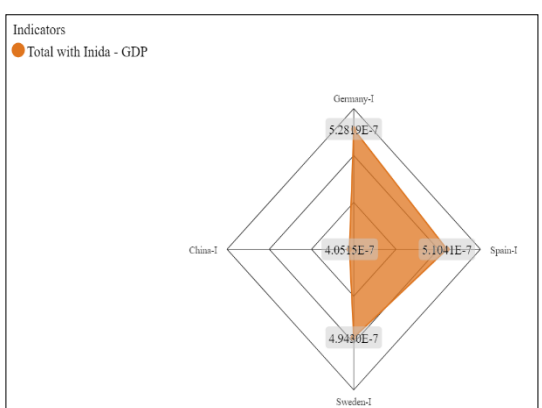 Indicators
Total with Inida - GDP
Germany-I
5.2819E-7
China-I
4.0515E-7
5.1041E-7
Spain-I
4.9430E-7
Sweden-I